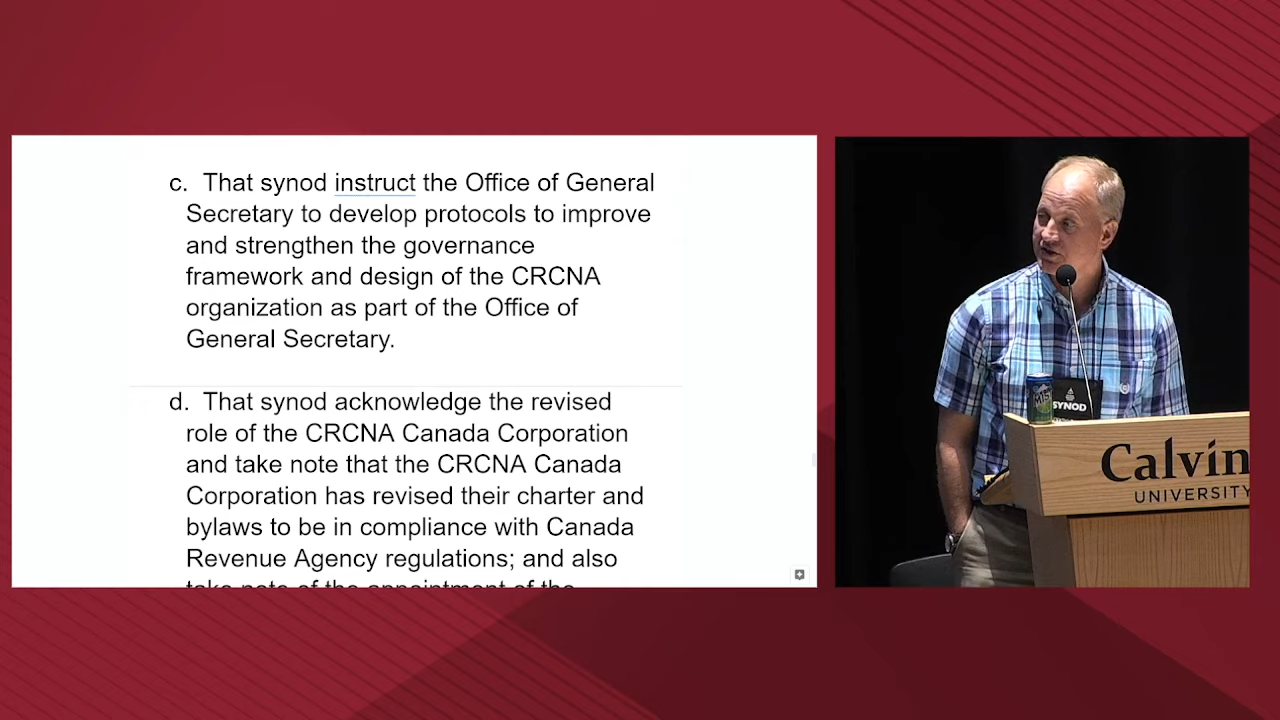 c. That synod instruct the Office of General
Secretary to develop protocols to improve
and strengthen the governance
framework and design of the CRCNA
organization as part of the Office of
General Secretary.
d. That synod acknowledge the revised
role of the CRCNA Canada Corporation
and take note that the CRCNA Canada
Corporation has revised their charter and
bylaws to be in compliance with Canada
Revenue Agency regulations; and also
take note of the appointment of the
MIST
SYNOD
Calvin
UNIVERSITY